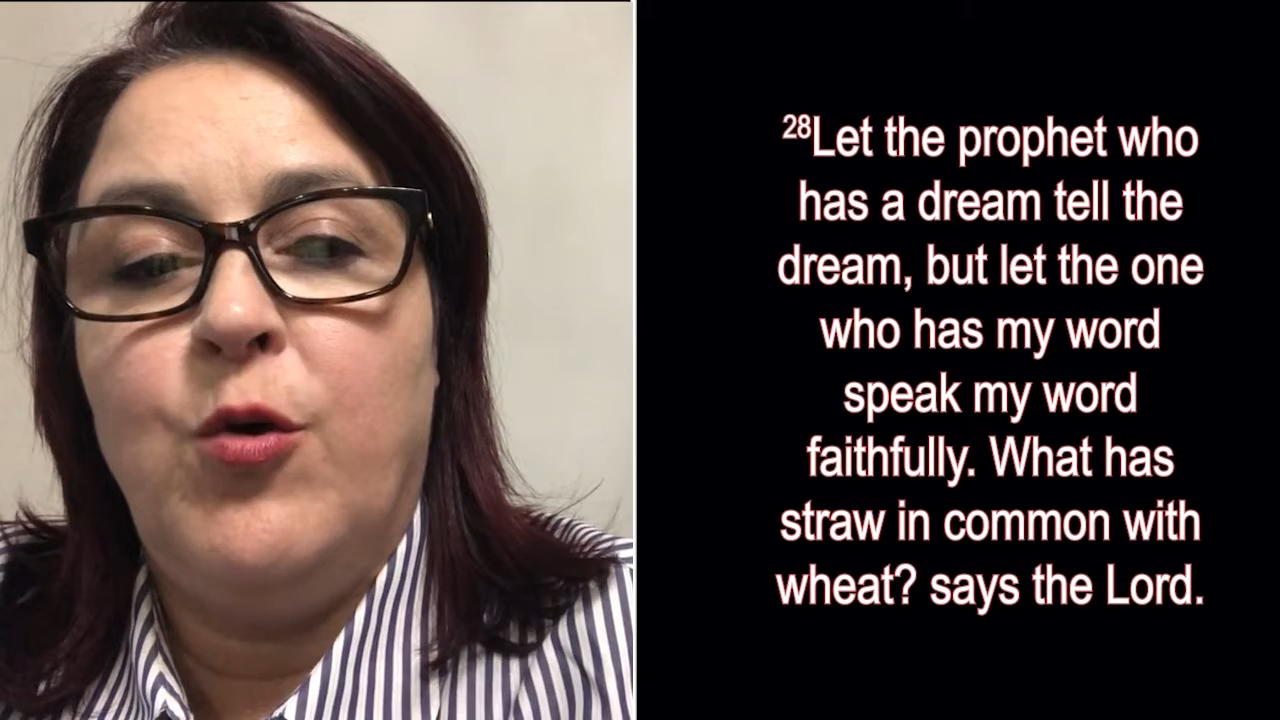 ²⁸Let the prophet who
has a dream tell the
dream, but let the one
who has my word
speak my word
faithfully. What has
straw in common with
wheat? says the Lord.